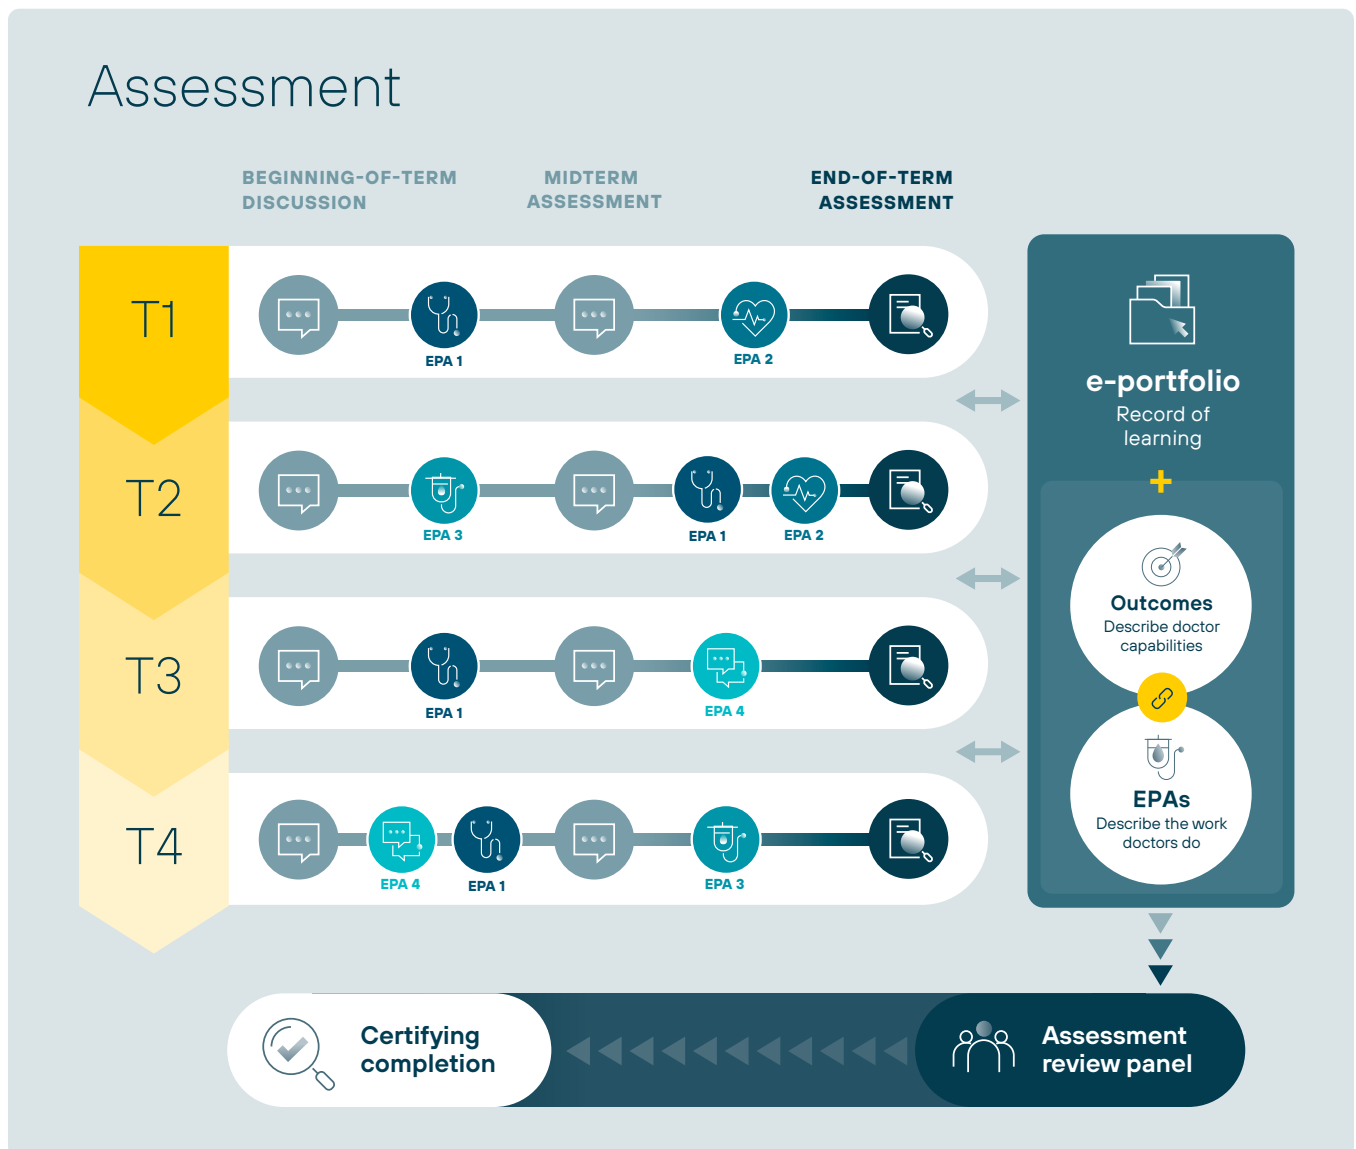 Assessment
BEGINNING-OF-TERM
DISCUSSION
MIDTERM
ASSESSMENT
END-OF-TERM
ASSESSMENT
T1
EPA 1
EPA 2
T2
EPA 3
EPA 1
EPA 2
T3
EPA 1
EPA 4
T4
EPA 4
EPA 1
EPA 3
e-portfolio
Record of
learning
+
Outcomes
Describe doctor
capabilities
EPAs
Describe the work
doctors do
Certifying
completion
Assessment
review panel